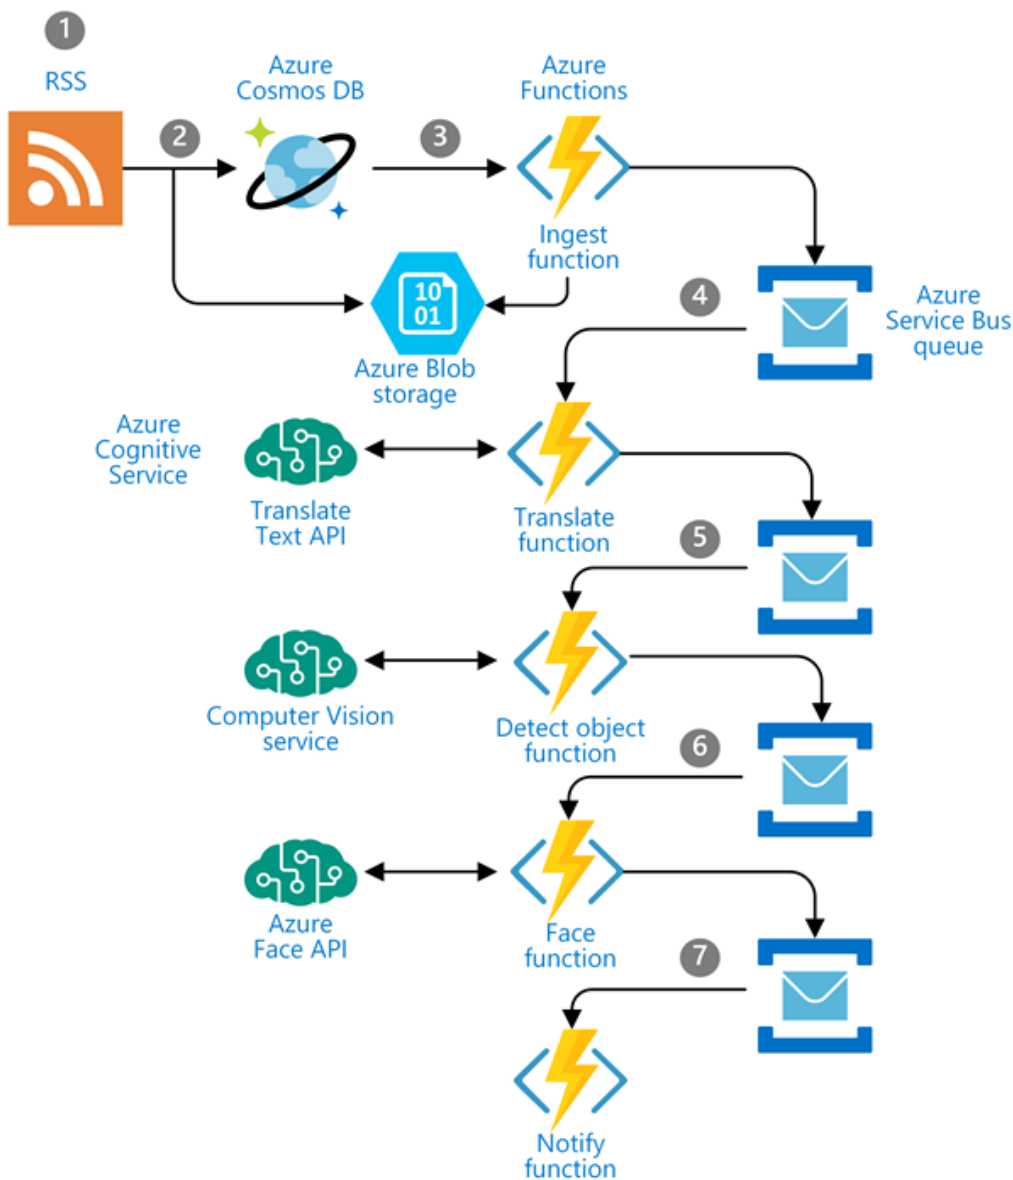 1
RSS
2
Azure
Cosmos DB
3
Azure
Functions
Ingest
function
10
01
Azure Blob
storage
4
Azure
Service Bus
queue
Azure
Cognitive
Service
Translate
Text API
Translate
function
5
Computer Vision
service
Detect object
function
6
Azure
Face API
Face
function
7
Notify
function